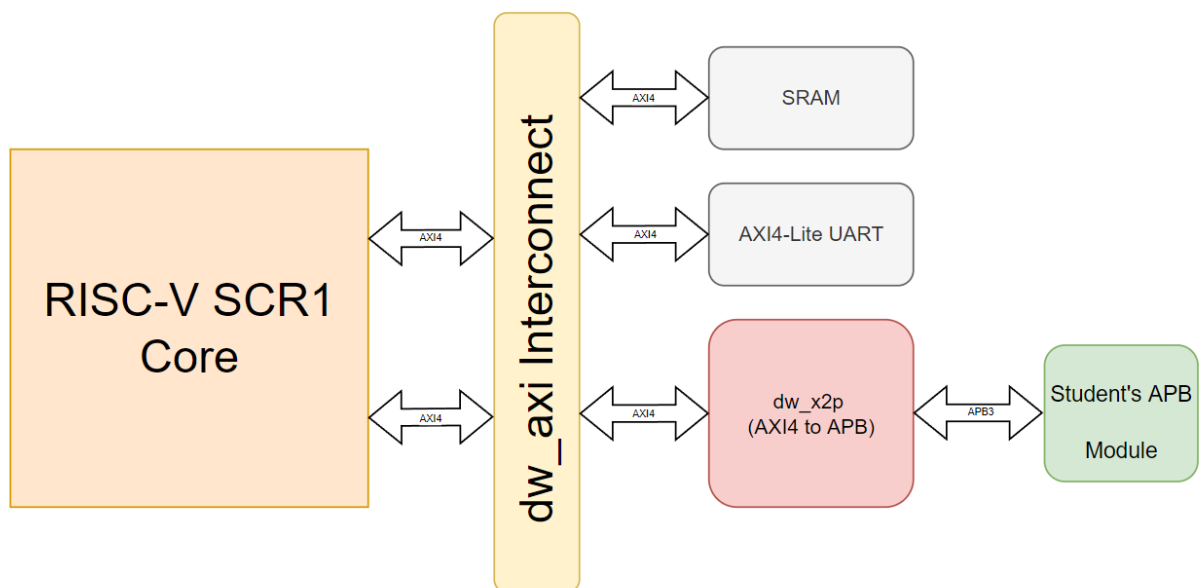 RISC-V SCR1
Core
AXI4
AXI4
dw_axi Interconnect
AXI4
SRAM
AXI4
AXI4-Lite UART
AXI4
dw_x2p
(AXI4 to APB)
APB3
Student's APB
Module